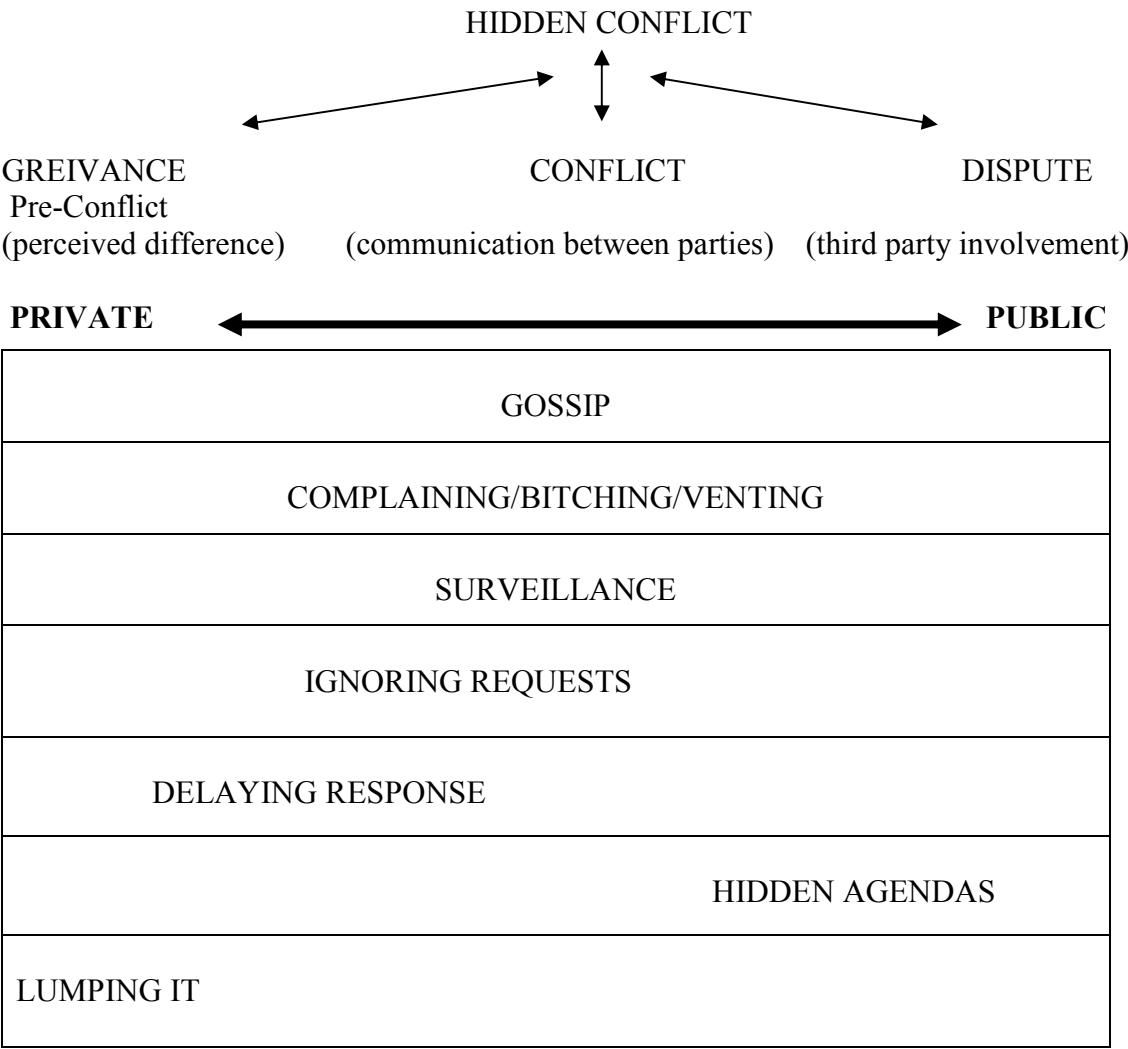 HIDDEN CONFLICT
GREIVANCE CONFLICT DISPUTE
Pre-Conflict
(perceived difference) (communication between parties) (third party involvement)
PRIVATE PUBLIC
GOSSIP
COMPLAINING/BITCHING/VENTING
SURVEILLANCE
IGNORING REQUESTS
DELAYING RESPONSE
HIDDEN AGENDAS
LUMPING IT